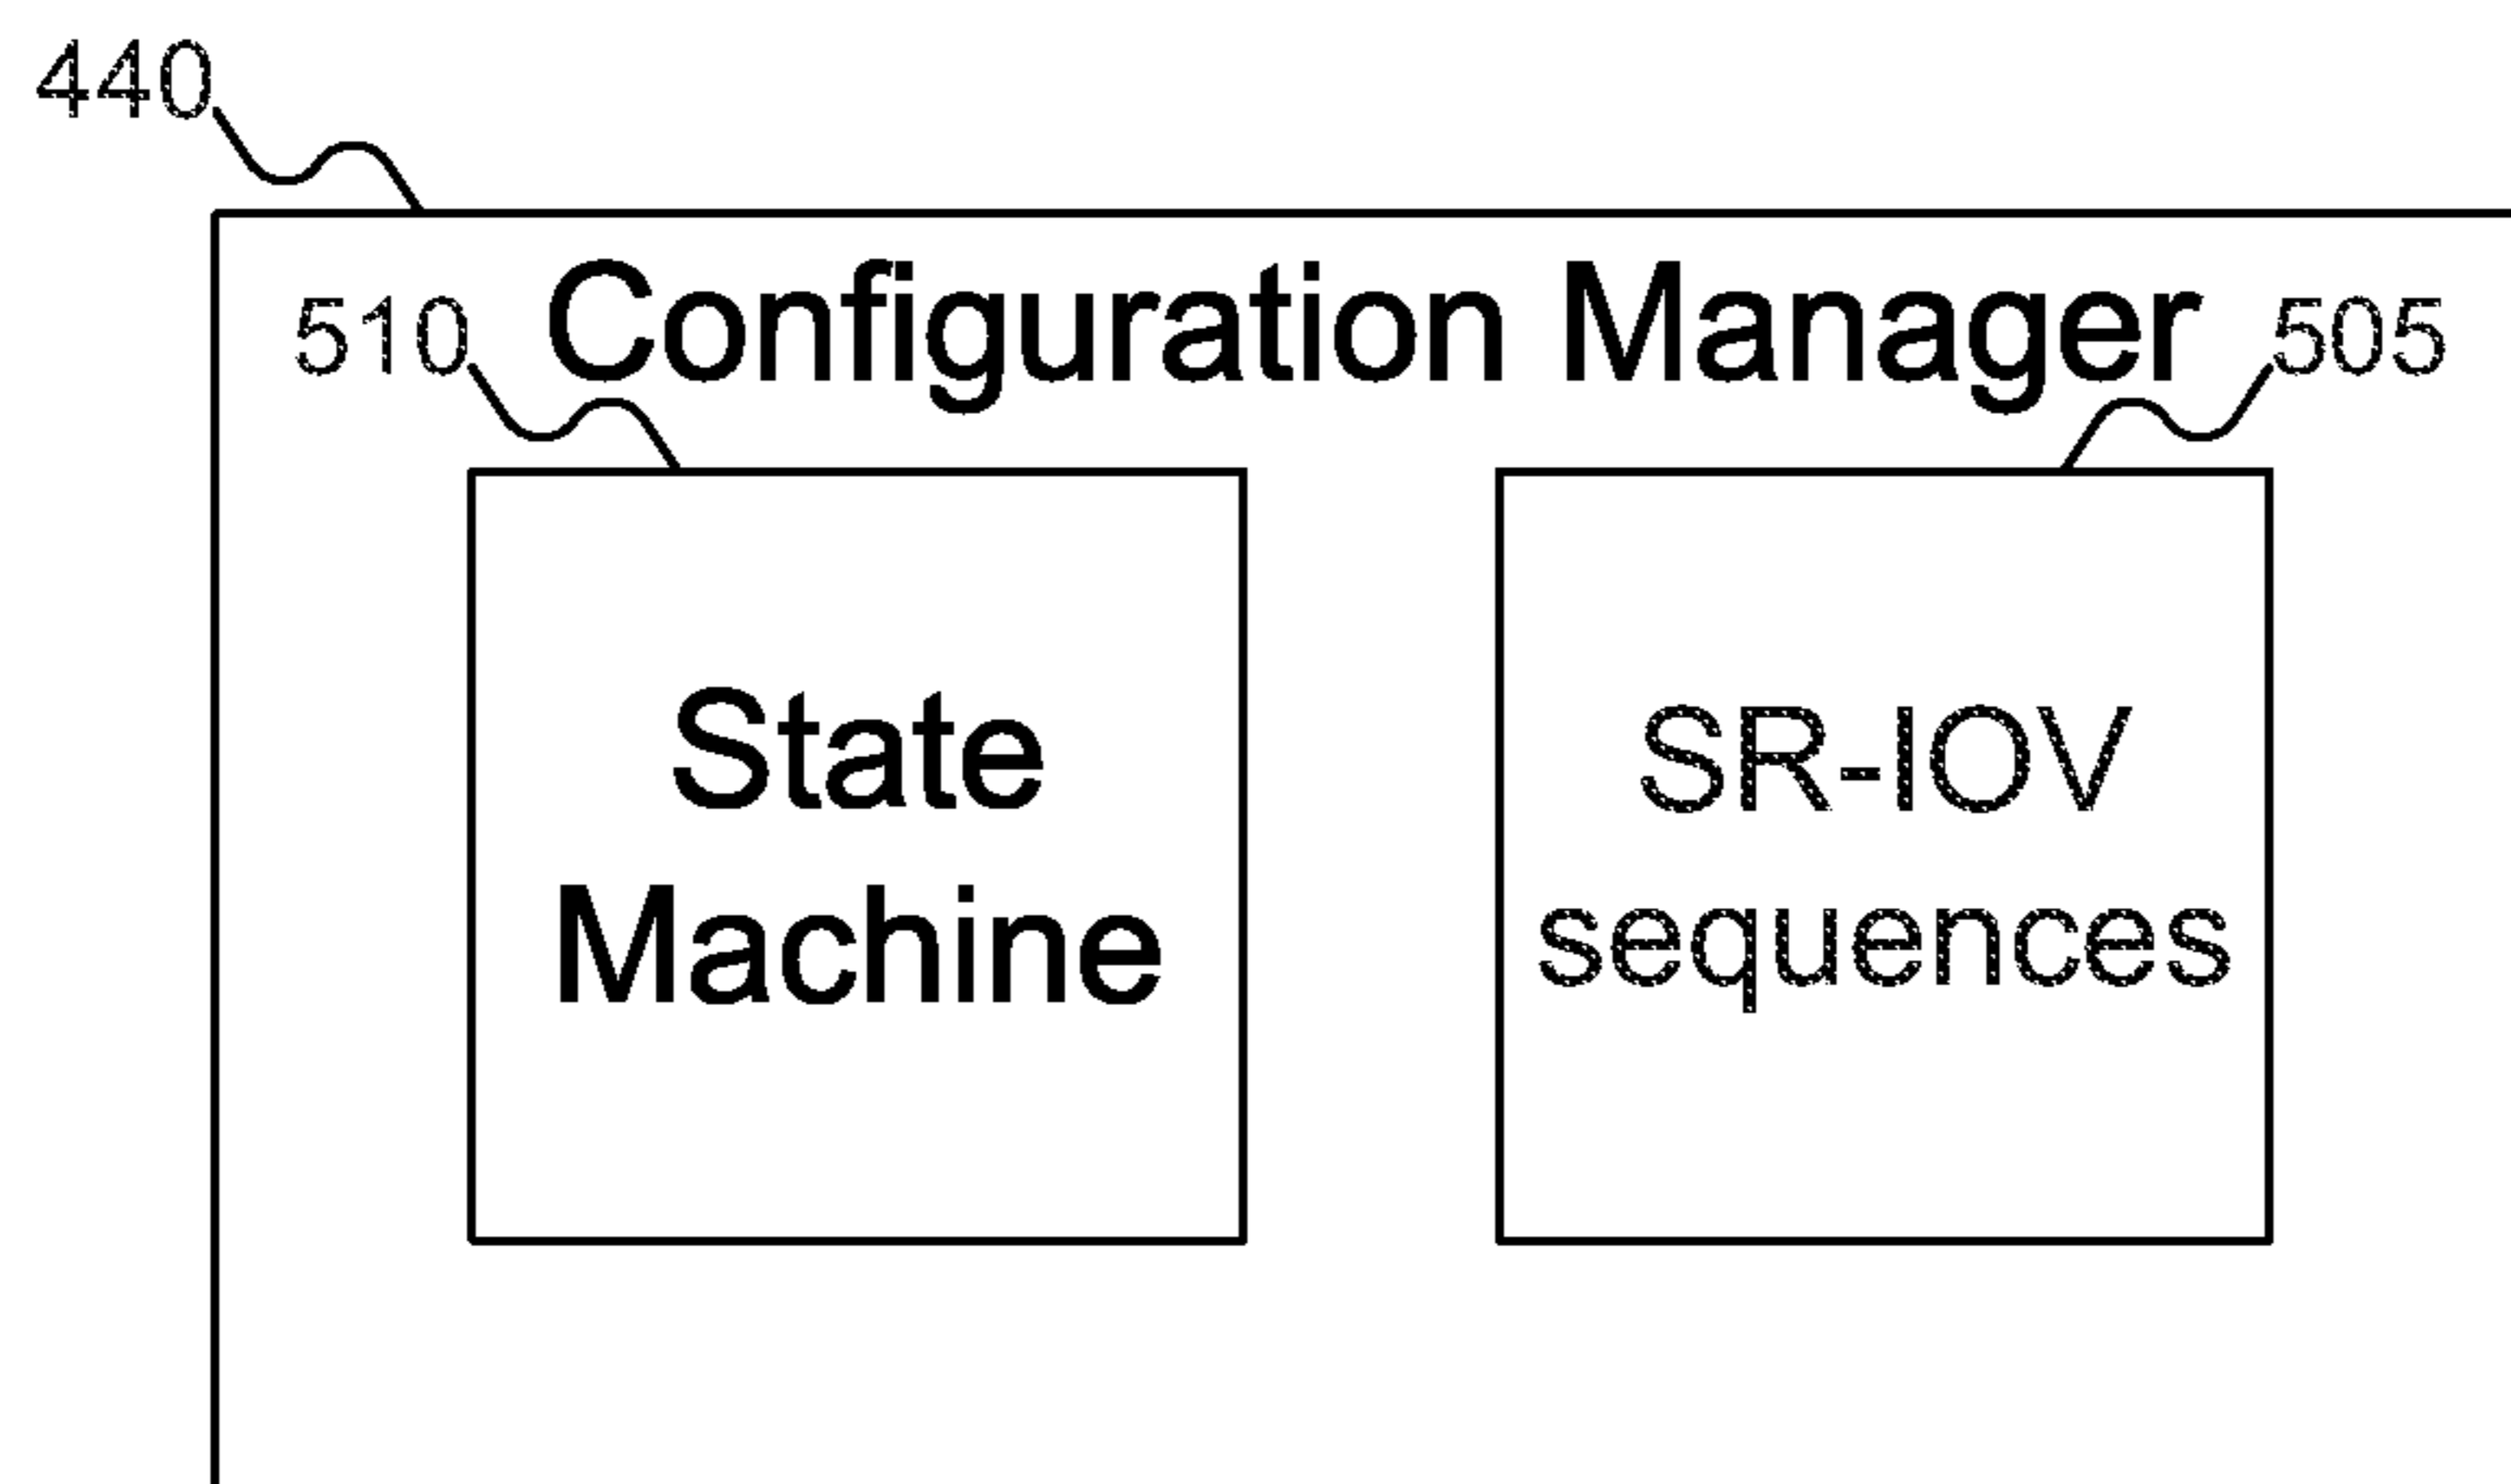 440
510 Configuration Manager 505
State
Machine
SR-IOV
sequences